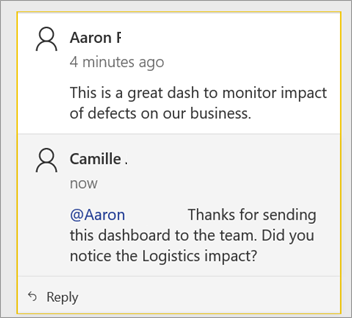 Aaron F
4 minutes ago
This is a great dash to monitor impact
of defects on our business.
Camille .
now
@Aaron Thanks for sending
this dashboard to the team. Did you
notice the Logistics impact?
Reply